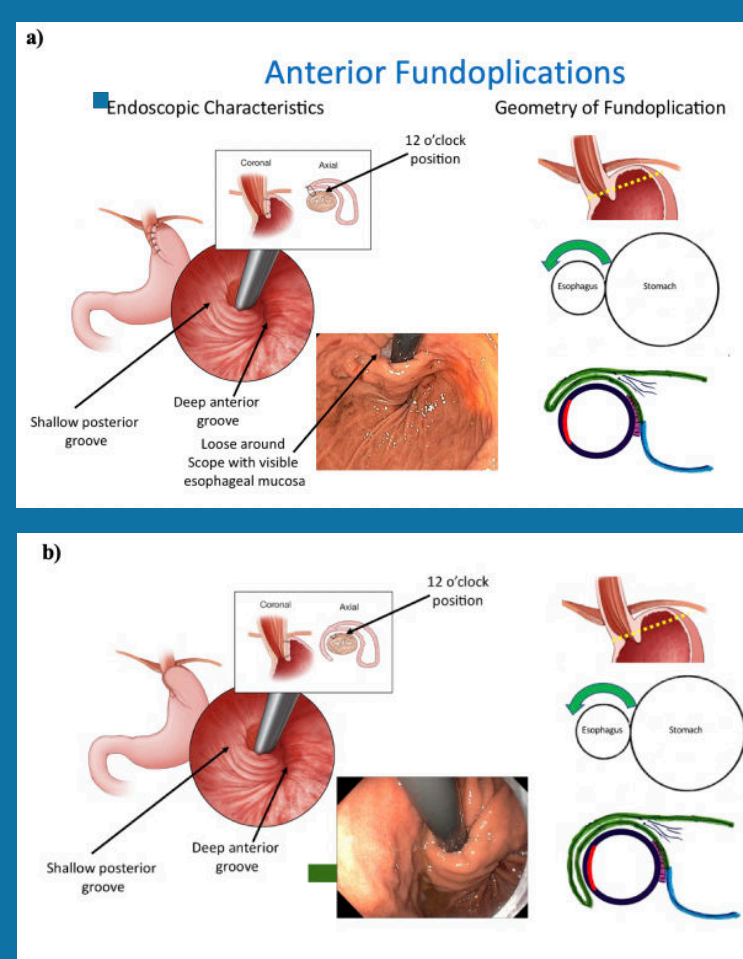 a)
Anterior Fundoplications
Endoscopic Characteristics
Geometry of Fundoplication
12 o'clock
position
Coronal
Axial
Esophagus
Stomach
Shallow posterior
groove
Deep anterior
groove
Loose around
Scope with visible
esophageal mucosa
b)
12 o'clock
position
Coronal
Axial
Esophagus
Stomach
Shallow posterior
groove
Deep anterior
groove